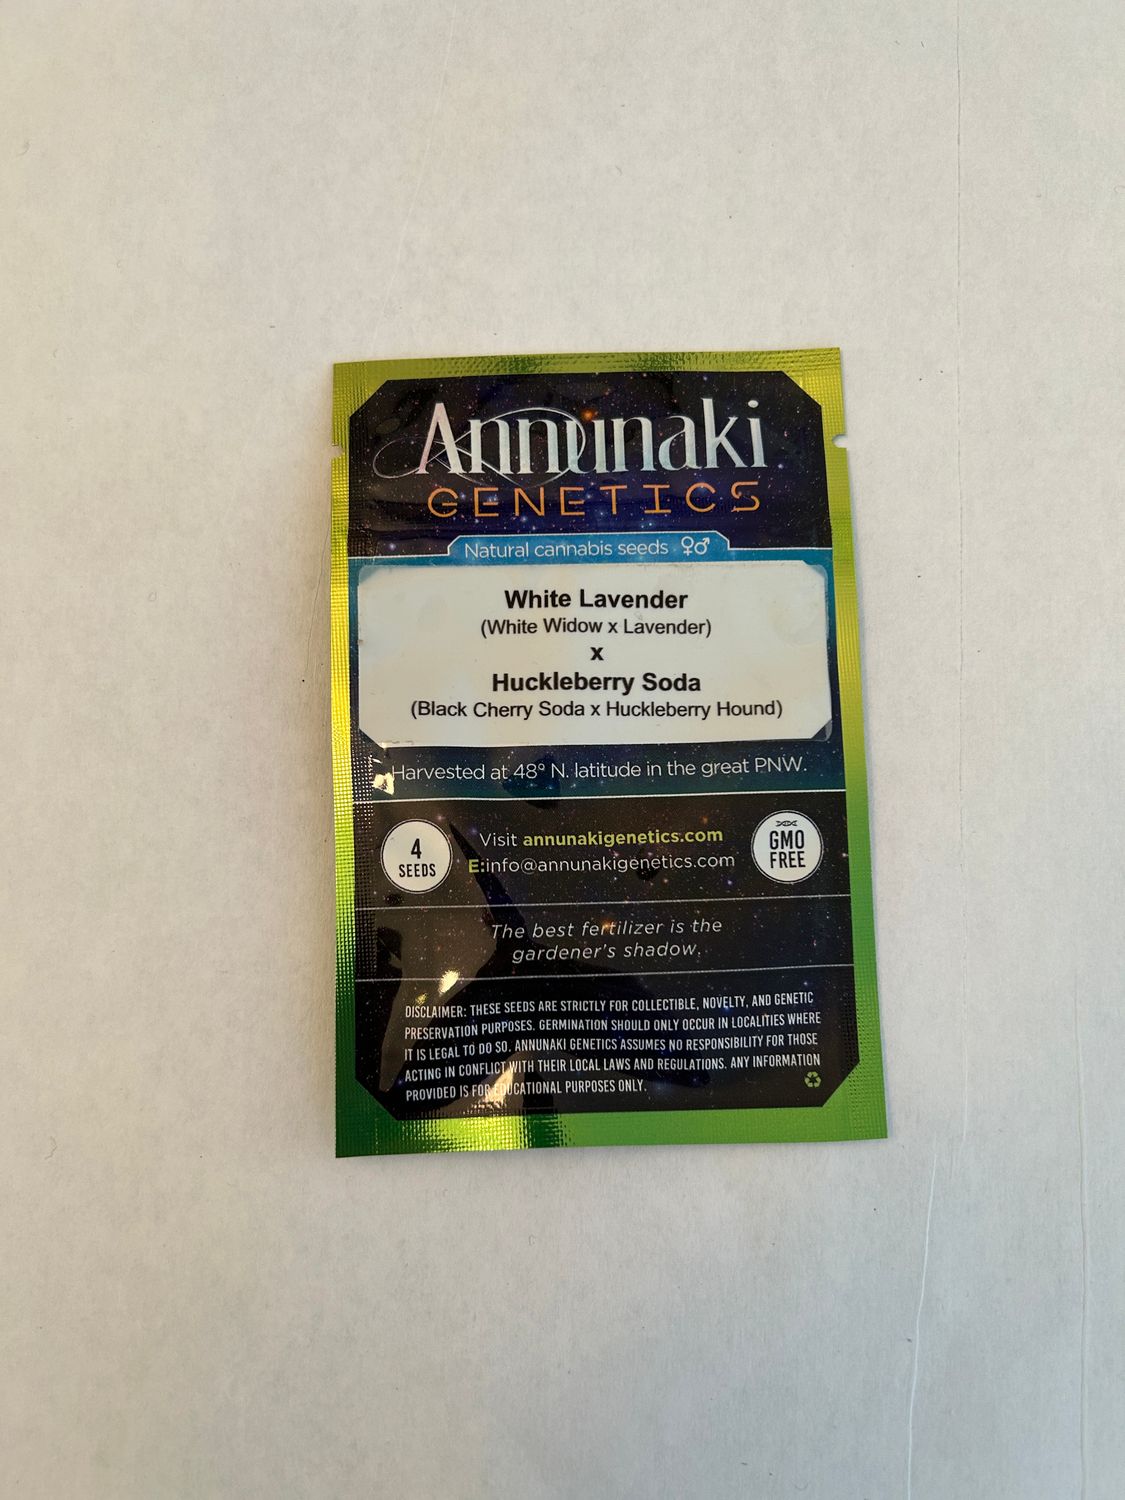 Annunaki
GENETICS
Natural cannabis seeds ♀♂
White Lavender
(White Widow x Lavender)
x
Huckleberry Soda
(Black Cherry Soda x Huckleberry Hound)
Harvested at 48° N. latitude in the great PNW.
4
SEEDS
Visit annunakigenetics.com
E:info@annunakigenetics.com
GMO
FREE
The best fertilizer is the
gardener's shadow.
DISCLAIMER: THESE SEEDS ARE STRICTLY FOR COLLECTIBLE, NOVELTY, AND GENETIC
PRESERVATION PURPOSES. GERMINATION SHOULD ONLY OCCUR IN LOCALITIES WHERE
IT IS LEGAL TO DO SO. ANNUNAKI GENETICS ASSUMES NO RESPONSIBILITY FOR THOSE
ACTING IN CONFLICT WITH THEIR LOCAL LAWS AND REGULATIONS. ANY INFORMATION
PROVIDED IS FOR EDUCATIONAL PURPOSES ONLY.